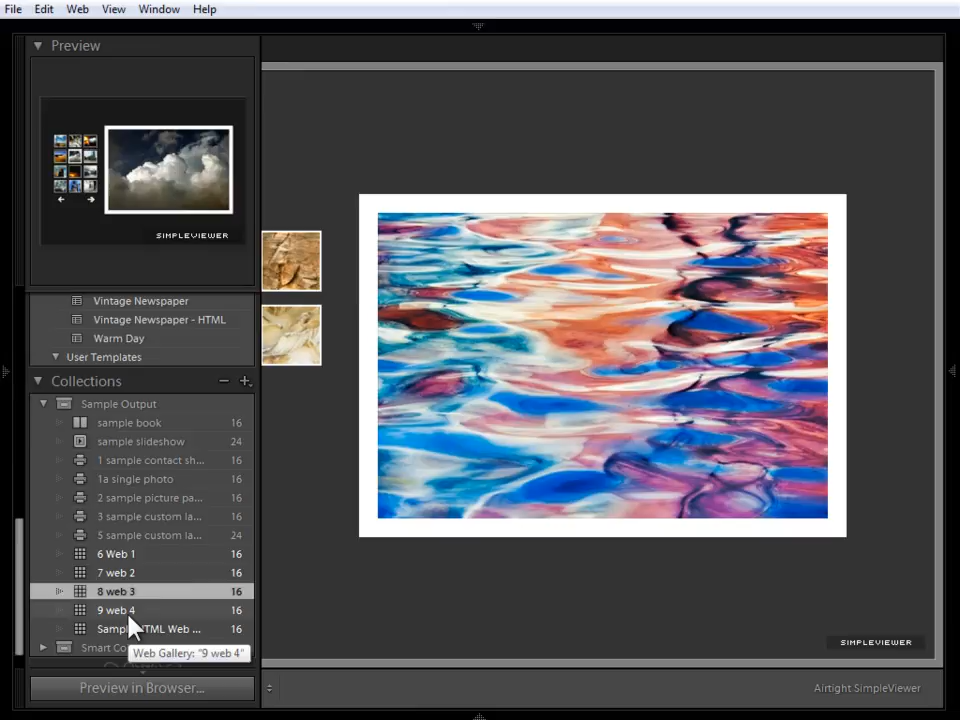 File Edit Web View Window Help
Preview
SIMPLEVIEWER
Vintage Newspaper
Vintage Newspaper - HTML
Warm Day
User Templates
Collections
Sample Output
sample book 16
sample slideshow 24
1 sample contact sh... 16
1a single photo 16
2 sample picture pa... 16
3 sample custom la... 16
5 sample custom la... 24
6 Web 1 16
7 web 2 16
8 web 3 16
9 web 4 16
HTML Web ... 16
Smart
Web Gallery: "9 web 4"
SIMPLEVIEWER
Preview in Browser...
Airtight SimpleViewer